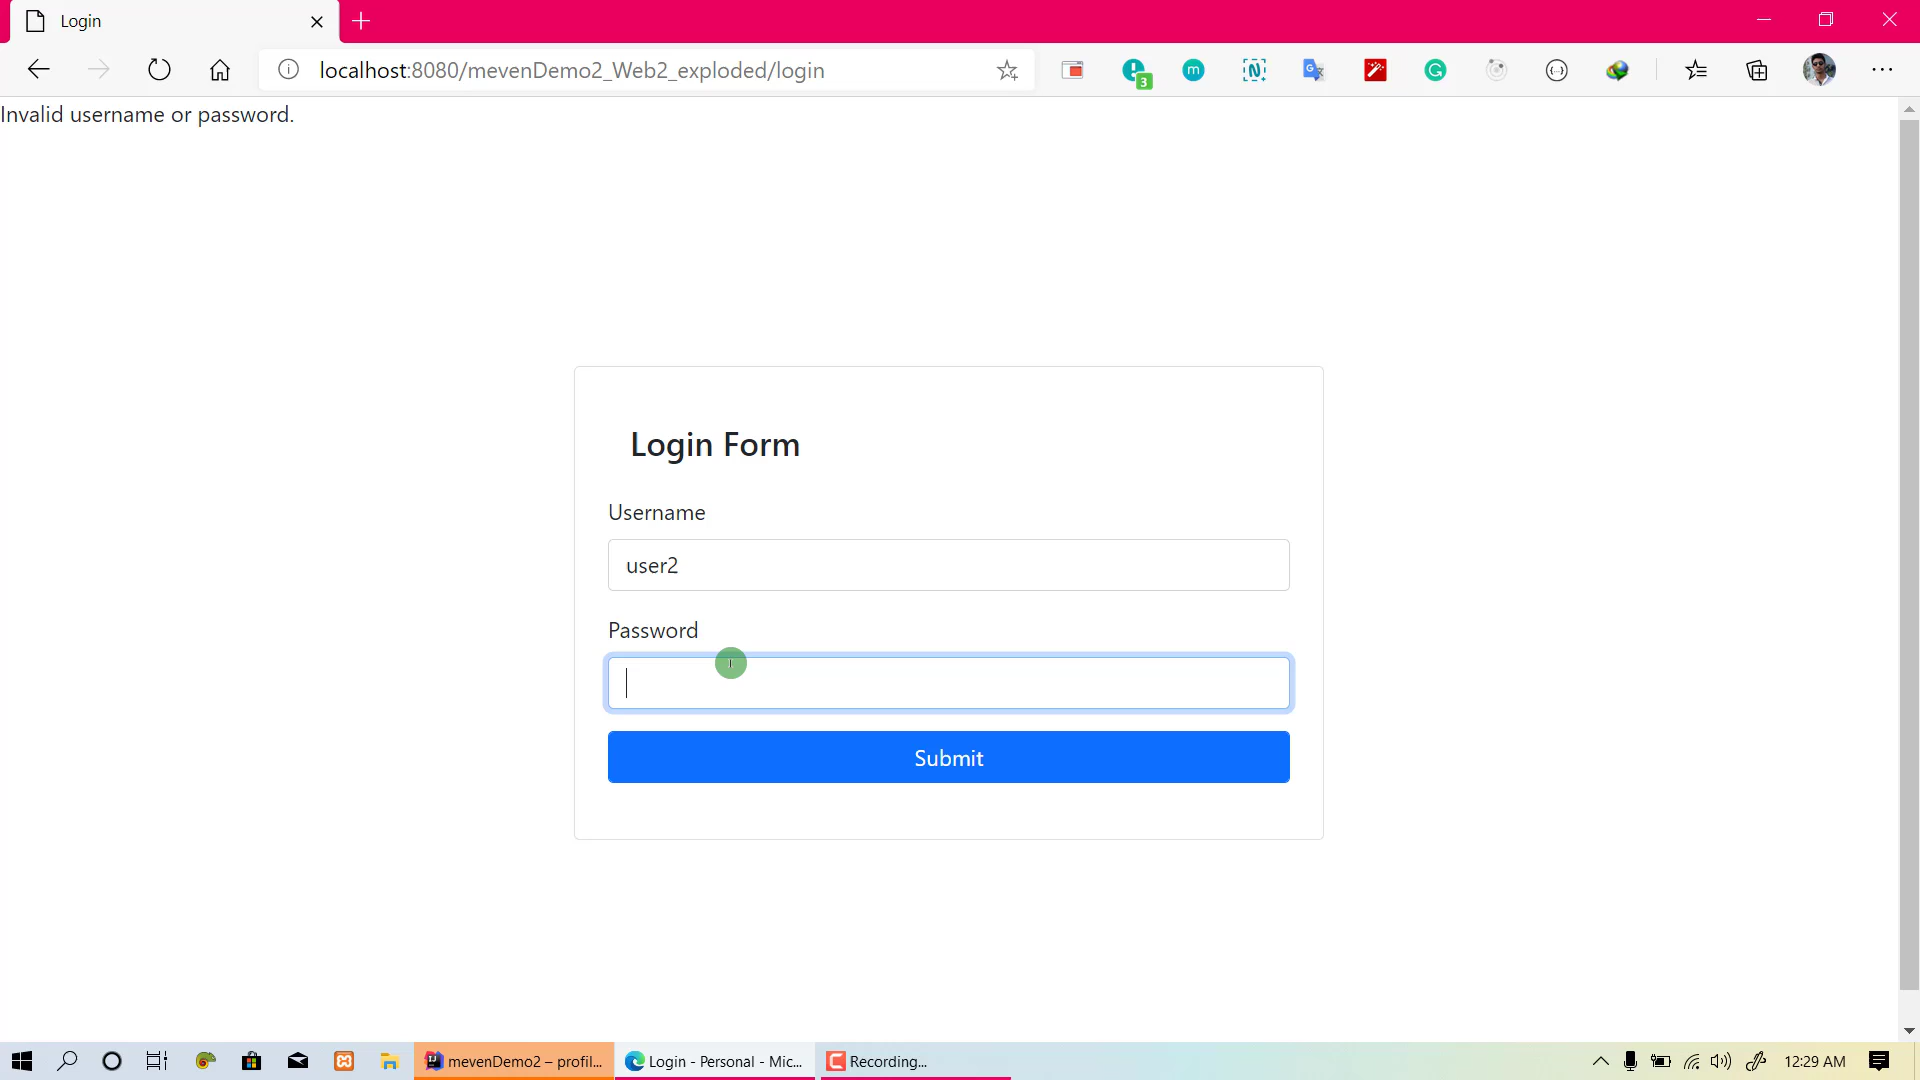 Login
localhost:8080/mevenDemo2_Web2_exploded/login
3
Invalid username or password.
Login Form
Username
user2
Password
Submit
mevenDemo2 – profil...
Login - Personal - Mic...
Recording...
12:29 AM